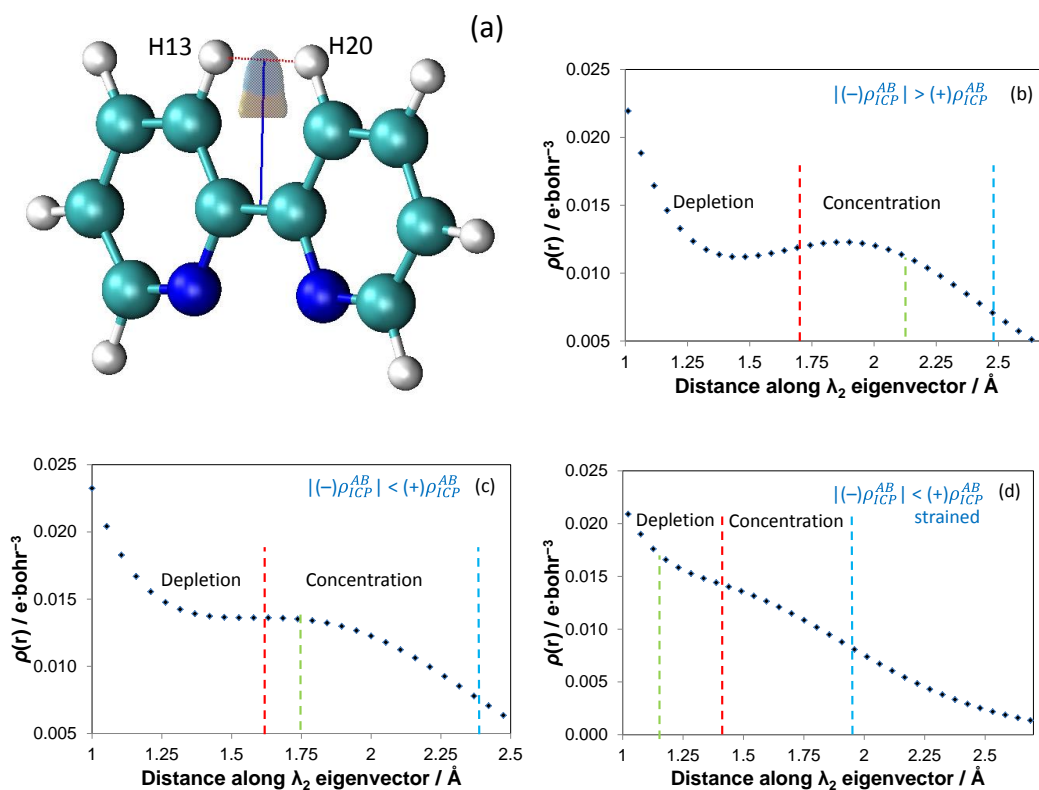 (a)
H13 H20
|(–)ρ_ICP^AB| > (+)ρ_ICP^AB (b)
Depletion Concentration
ρ(r) / e·bohr⁻³
0.025
0.020
0.015
0.010
0.005
1 1.25 1.5 1.75 2 2.25 2.5
Distance along λ₂ eigenvector / Å
|(–)ρ_ICP^AB| < (+)ρ_ICP^AB (c)
Depletion Concentration
ρ(r) / e·bohr⁻³
0.025
0.020
0.015
0.010
0.005
1 1.25 1.5 1.75 2 2.25 2.5
Distance along λ₂ eigenvector / Å
|(–)ρ_ICP^AB| < (+)ρ_ICP^AB (d)
strained
Depletion Concentration
ρ(r) / e·bohr⁻³
0.025
0.020
0.015
0.010
0.005
0.000
1 1.25 1.5 1.75 2 2.25 2.5
Distance along λ₂ eigenvector / Å